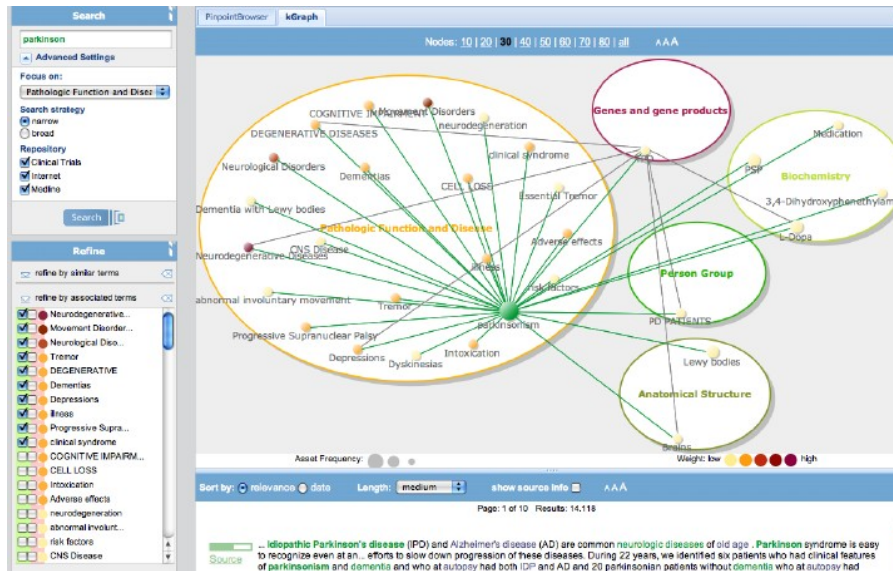 Search
parkinson
Advanced Settings
Focus on:
Pathologic Function and Disea
Search strategy
narrow
broad
Repository
Clinical Trials
Internet
Medline
Search
Refine
refine by similar terms
refine by associated terms
Neurodegenerative...
Movement Disorder...
Neurological Diso...
Tremor
DEGENERATIVE
Dementias
Depressions
illness
Progressive Supra...
clinical syndrome
COGNITIVE IMPAIRM...
CELL LOSS
Intoxication
Adverse effects
neurodegeneration
abnormal involunt...
risk factors
CNS Disease
PinpointBrowser kGraph
Nodes: 10 | 20 | 30 | 40 | 50 | 60 | 70 | 80 | all AAA
COGNITIVE IMPAIRMENT
Movement Disorders
DEGENERATIVE DISEASES
neurodegeneration
Neurological Disorders
Dementias
clinical syndrome
CELL LOSS
Essential Tremor
Dementia with Lewy bodies
Pathologic Function and Disease
CNS Disease
Neurodegenerative Diseases
Adverse effects
illness
abnormal involuntary movement
Tremor
risk factors
parkinsonism
Progressive Supranuclear Palsy
Depressions
Dyskinesias
Intoxication
Genes and gene products
Medication
PSP
Biochemistry
3,4-Dihydroxyphenethylam
L-Dopa
Person Group
PD PATIENTS
Lewy bodies
Anatomical Structure
Brains
Asset Frequency:
Weight: low high
Sort by: relevance date Length: medium show source info AAA
Page: 1 of 10 Results: 14.118
... Idiopathic Parkinson's disease (IPD) and Alzheimer's disease (AD) are common neurologic diseases of old age . Parkinson syndrome is easy
Source to recognize even at an... efforts to slow down progression of these diseases. During 22 years, we identified six patients who had clinical features
of parkinsonism and dementia and who at autopsy had both IDP and AD and 20 parkinsonian patients without dementia who at autopsy had